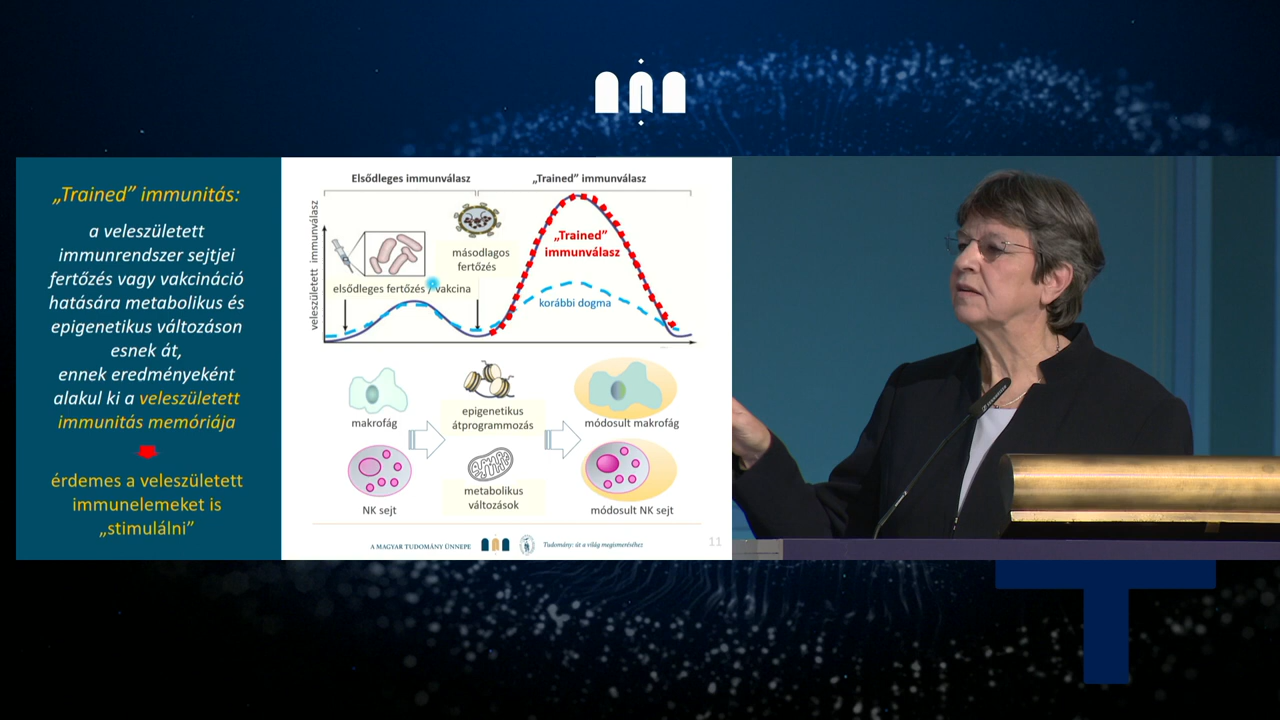 „Trained” immunitás:
a veleszületett
immunrendszer sejtjei
fertőzés vagy vakcináció
hatására metabolikus és
epigenetikus változáson
esnek át,
ennek eredményeként
alakul ki a veleszületett
immunitás memóriája
érdemes a veleszületett
immunelemeket is
„stimulálni”
Elsődleges immunválasz
„Trained” immunválasz
veleszületett immunválasz
másodlagos
fertőzés
elsődleges fertőzés / vakcina
„Trained”
immunválasz
korábbi dogma
makrofág
epigenetikus
átprogrammozás
módosult makrofág
NK sejt
metabolikus
változások
módosult NK sejt
A MAGYAR TUDOMÁNY ÜNNEPE
Tudomány: út a világ megismeréséhez
11